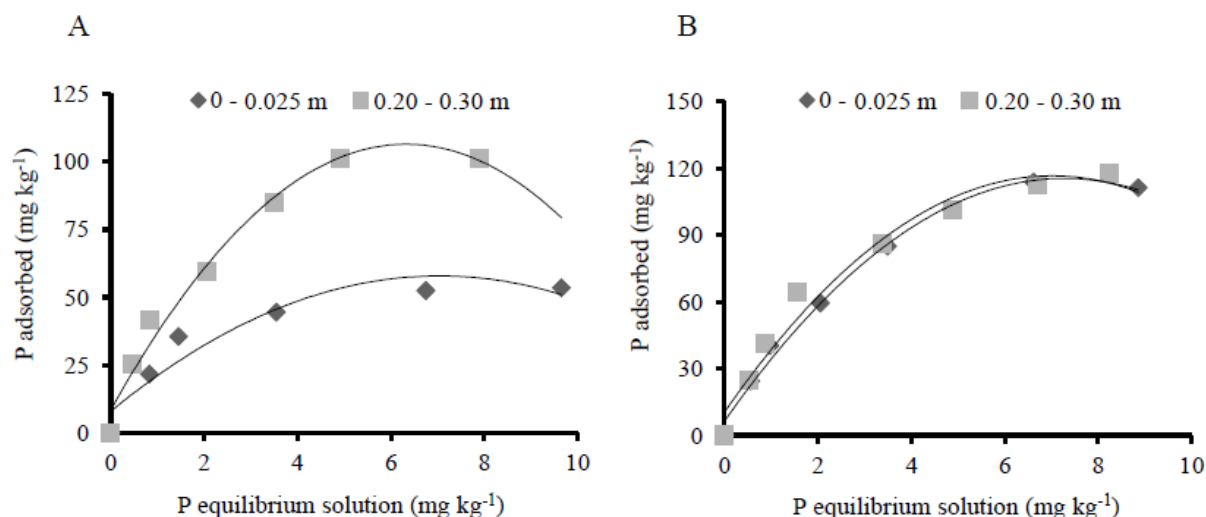 A
0 - 0.025 m 0.20 - 0.30 m
P adsorbed (mg kg⁻¹)
125
100
75
50
25
0
0 2 4 6 8 10
P equilibrium solution (mg kg⁻¹)
B
0 - 0.025 m 0.20 - 0.30 m
P adsorbed (mg kg⁻¹)
150
120
90
60
30
0
0 2 4 6 8 10
P equilibrium solution (mg kg⁻¹)